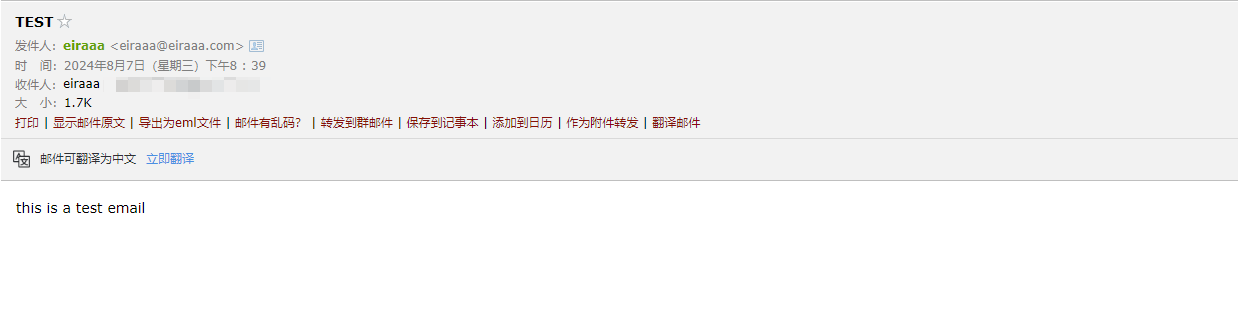 TEST☆
发件人：eiraaa <eiraaa@eiraaa.com>
时　间：2024年8月7日（星期三）下午8：39
收件人：eiraaa
大　小：1.7K
打印 | 显示邮件原文 | 导出为eml文件 | 邮件有乱码？ | 转发到群邮件 | 保存到记事本 | 添加到日历 | 作为附件转发 | 翻译邮件
邮件可翻译为中文 立即翻译
this is a test email